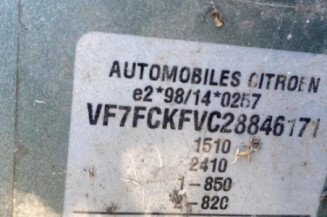 AUTOMOBILES CITROEN
e2*98/14*0257
VF7FCKFVC28846171
1510
2410
1-850
2-820